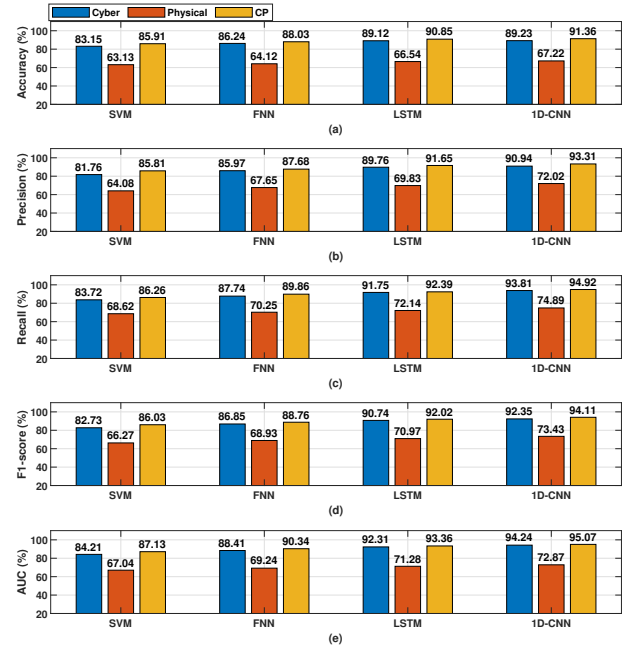 Cyber Physical CP
Accuracy (%)
100
80
60
40
20
83.15 63.13 85.91 86.24 64.12 88.03 89.12 66.54 90.85 89.23 67.22 91.36
SVM FNN LSTM 1D-CNN
(a)
Precision (%)
100
80
60
40
20
81.76 64.08 85.81 85.97 67.65 87.68 89.76 69.83 91.65 90.94 72.02 93.31
SVM FNN LSTM 1D-CNN
(b)
Recall (%)
100
80
60
40
20
83.72 68.62 86.26 87.74 70.25 89.86 91.75 72.14 92.39 93.81 74.89 94.92
SVM FNN LSTM 1D-CNN
(c)
F1-score (%)
100
80
60
40
20
82.73 66.27 86.03 86.85 68.93 88.76 90.74 70.97 92.02 92.35 73.43 94.11
SVM FNN LSTM 1D-CNN
(d)
AUC (%)
100
80
60
40
20
84.21 67.04 87.13 88.41 69.24 90.34 92.31 71.28 93.36 94.24 72.87 95.07
SVM FNN LSTM 1D-CNN
(e)